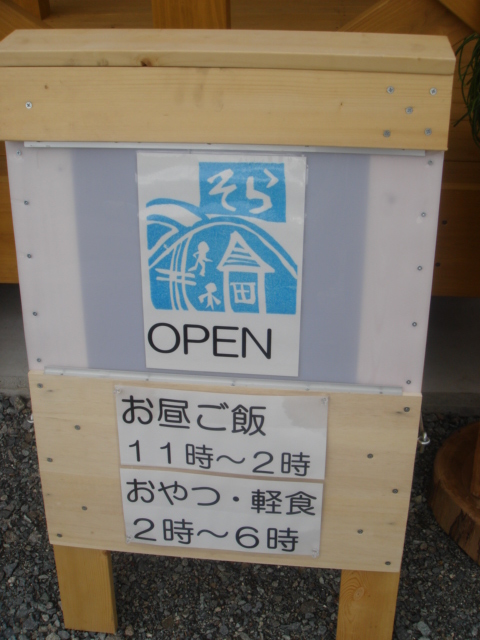 そら
OPEN
お昼ご飯
11時～2時
おやつ・軽食
2時～6時